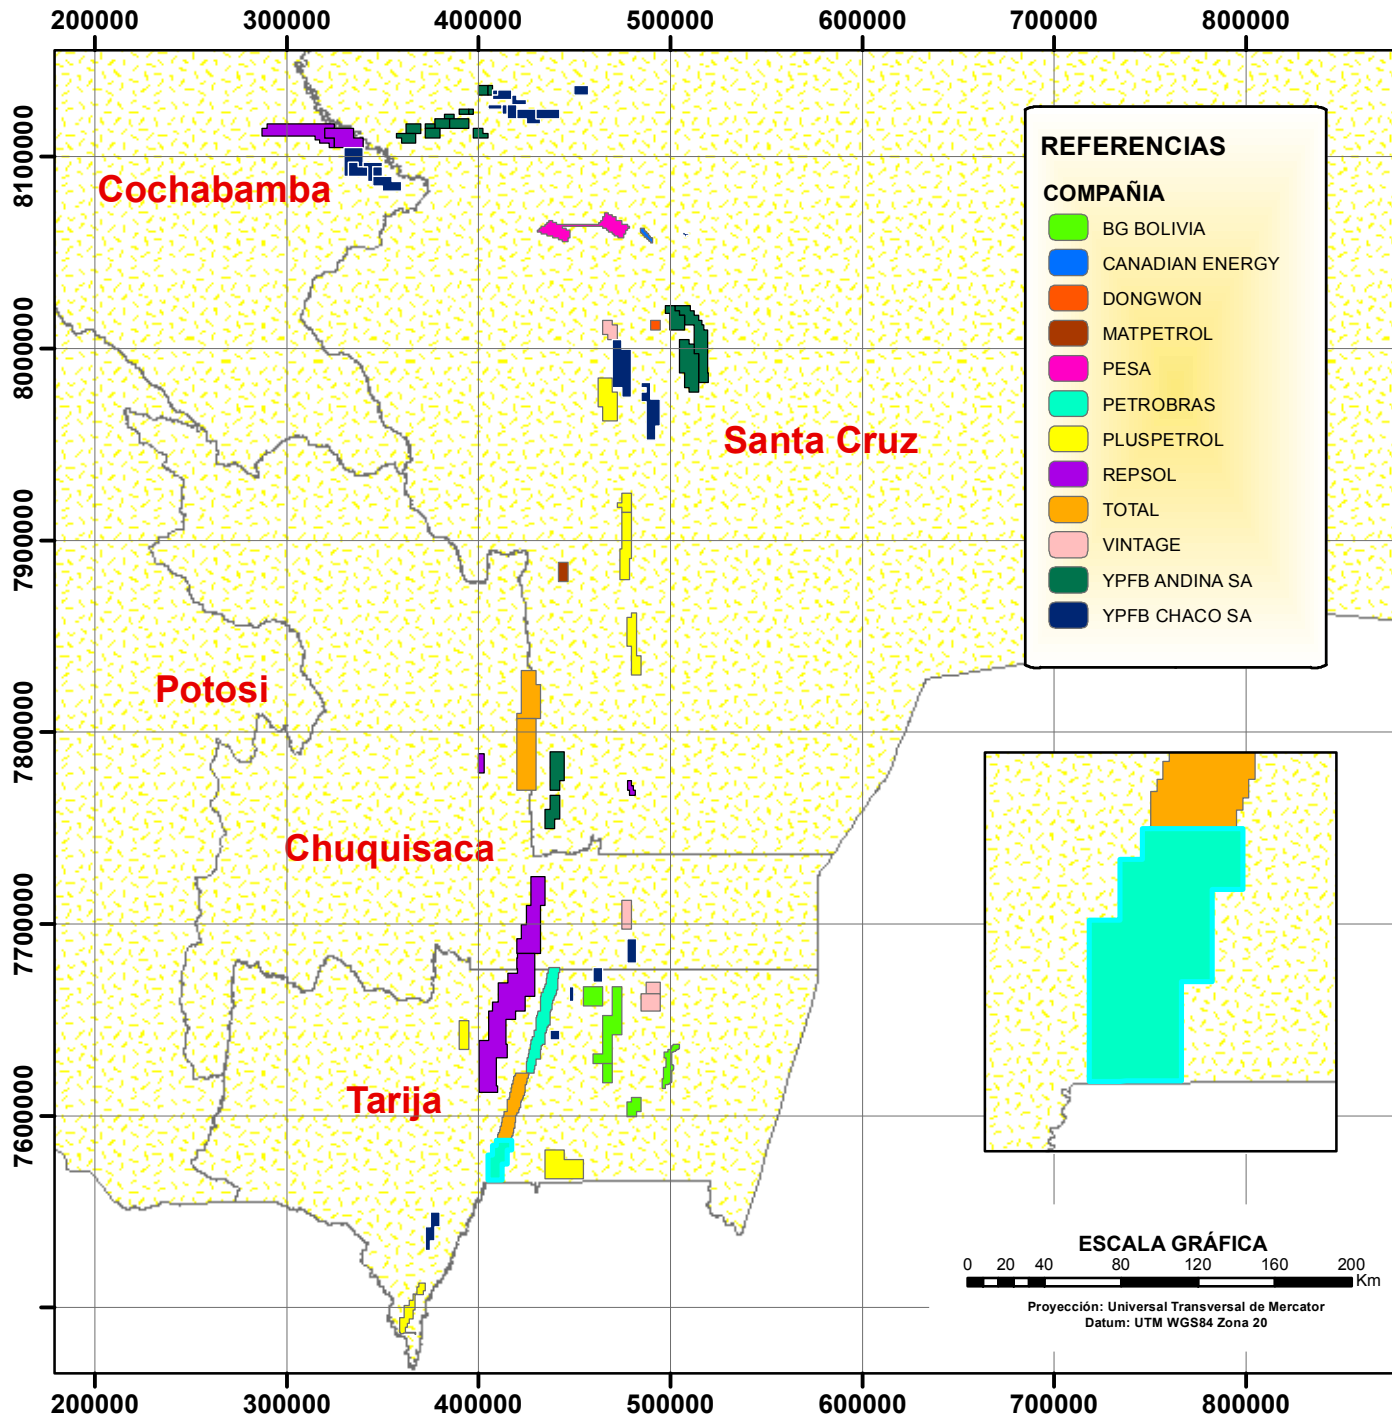 200000 300000 400000 500000 600000 700000 800000
8100000
8000000
7900000
7800000
7700000
7600000
Cochabamba
Santa Cruz
Potosi
Chuquisaca
Tarija
REFERENCIAS
COMPAÑIA
BG BOLIVIA
CANADIAN ENERGY
DONGWON
MATPETROL
PESA
PETROBRAS
PLUSPETROL
REPSOL
TOTAL
VINTAGE
YPFB ANDINA SA
YPFB CHACO SA
ESCALA GRÁFICA
0 20 40 80 120 160 200
Km
Proyección: Universal Transversal de Mercator
Datum: UTM WGS84 Zona 20
200000 300000 400000 500000 600000 700000 800000